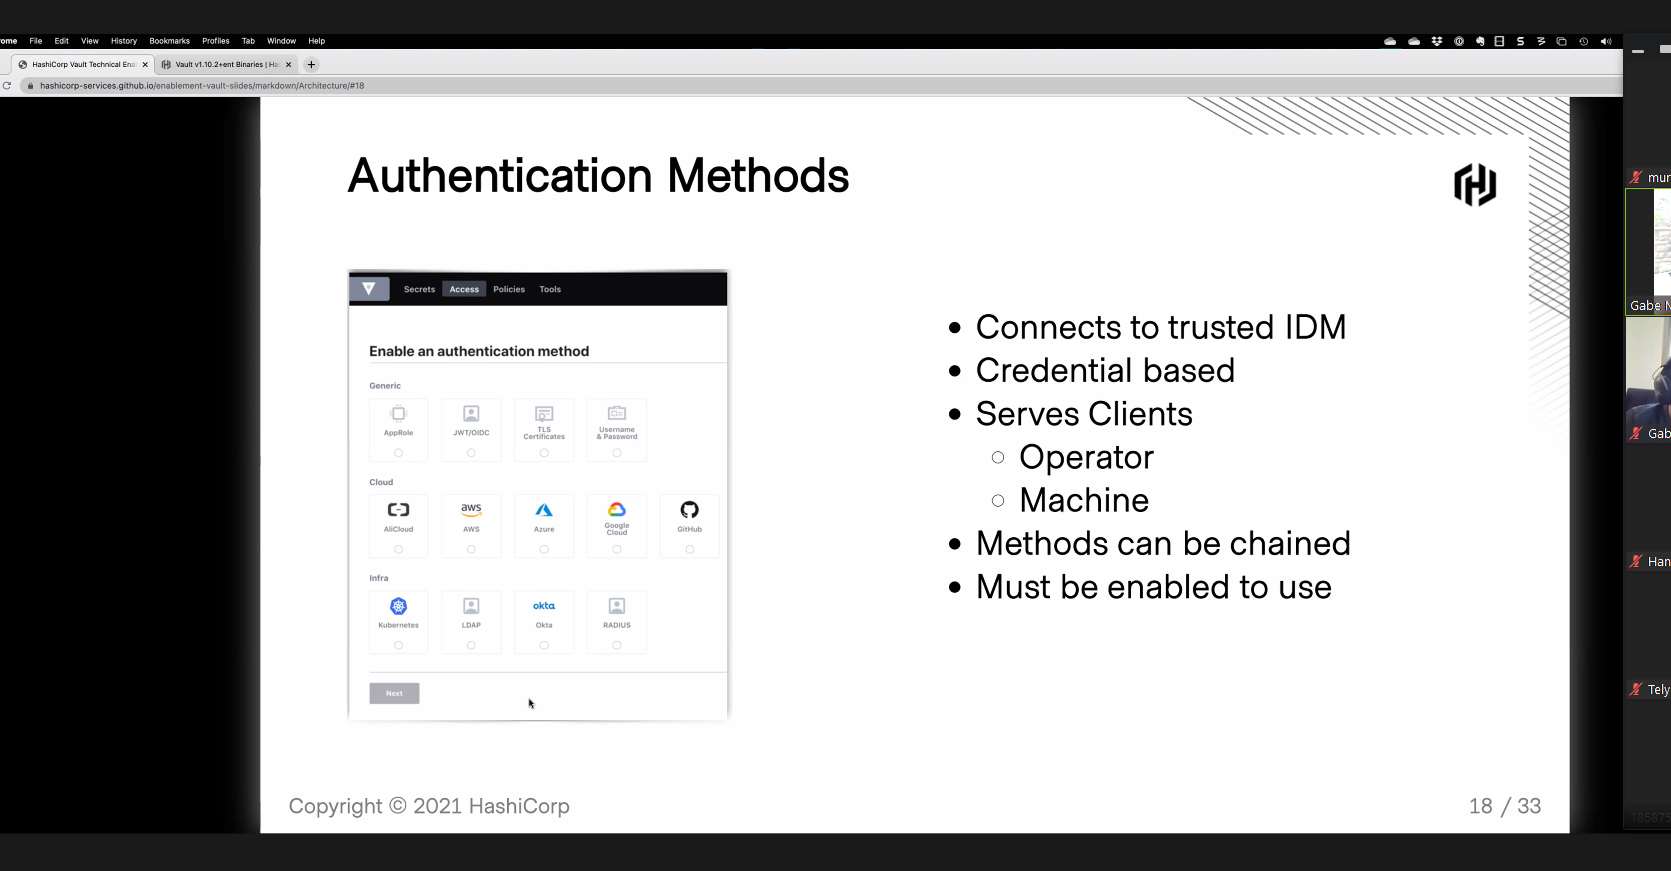 ome File Edit View History Bookmarks Profiles Tab Window Help
HashiCorp Vault Technical Ena
Vault v1.10.2+ent Binaries | Ha
hashicorp-services.github.io/enablement-vault-slides/markdown/Architecture/#18
Authentication Methods
Secrets Access Policies Tools
Enable an authentication method
Generic
AppRole
JWT/OIDC
TLS
Certificates
Username
& Password
Cloud
AliCloud
aws
AWS
Azure
Google
Cloud
GitHub
Infra
Kubernetes
LDAP
okta
Okta
RADIUS
Next
Connects to trusted IDM
Credential based
Serves Clients
Operator
Machine
Methods can be chained
Must be enabled to use
Copyright © 2021 HashiCorp
18 / 33
mur
Gabe N
Gab
Han
Tely
185875